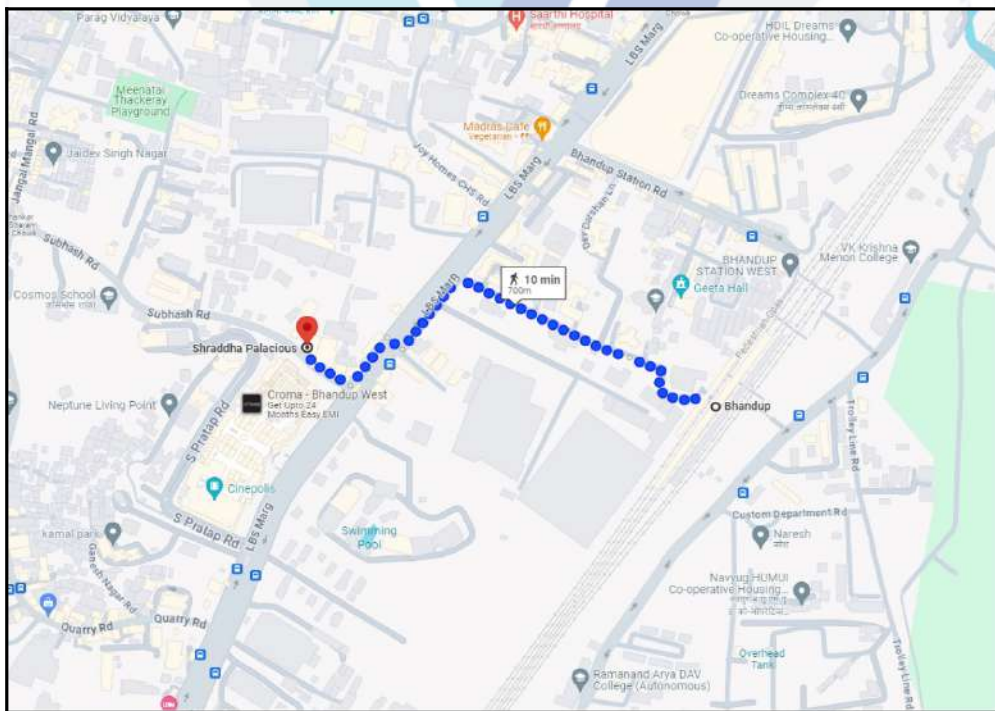 Parag Vidyalaya
Saarthi Hospital
HDIL Dreams
Co-operative Housing...
LBS Marg
Meenatai
Thackeray
Playground
Dreams Complex 4C
Madras Cafe
Vegetarian
Jangal Mangal Rd
Jaidev Singh Nagar
Joy Homes CHS Rd
LBS Marg
Bhandup Station Rd
Darshan Ln
Subhash Rd
VK Krishna
Menon College
BHANDUP
STATION WEST
Geeta Hall
10 min
700m
LBS Marg
Cosmos School
Subhash Rd
Shraddha Palacious
Croma - Bhandup West
Get Upto 24
Months Easy EMI
Bhandup
Neptune Living Point
S Pratap Rd
Trolley Line Rd
Cinepolis
S Pratap Rd
LBS Marg
Swimming
Pool
Custom Department Rd
Naresh
kamal park
Ganesh Nagar Rd
Quarry Rd
Quarry Rd
Navyug HUMUI
Co-operative Housing...
Overhead
Tank
Ramanand Arya DAV
College (Autonomous)
Trolley Line Rd